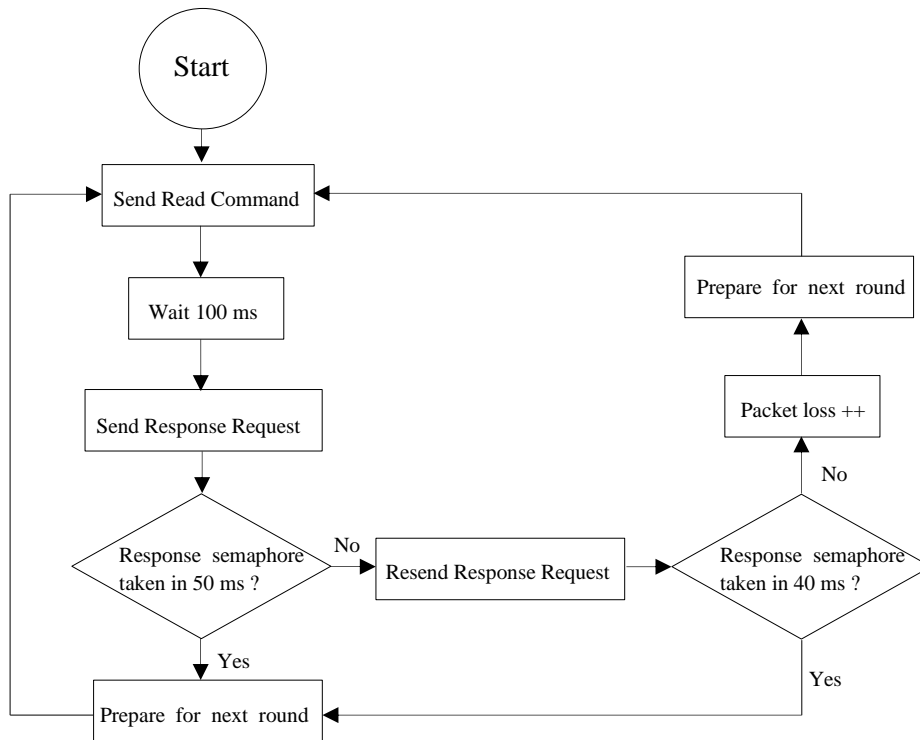 Start
Send Read Command
Wait 100 ms
Send Response Request
Response semaphore
taken in 50 ms ?
No
Yes
Prepare for next round
Resend Response Request
Response semaphore
taken in 40 ms ?
No
Yes
Packet loss ++
Prepare for next round